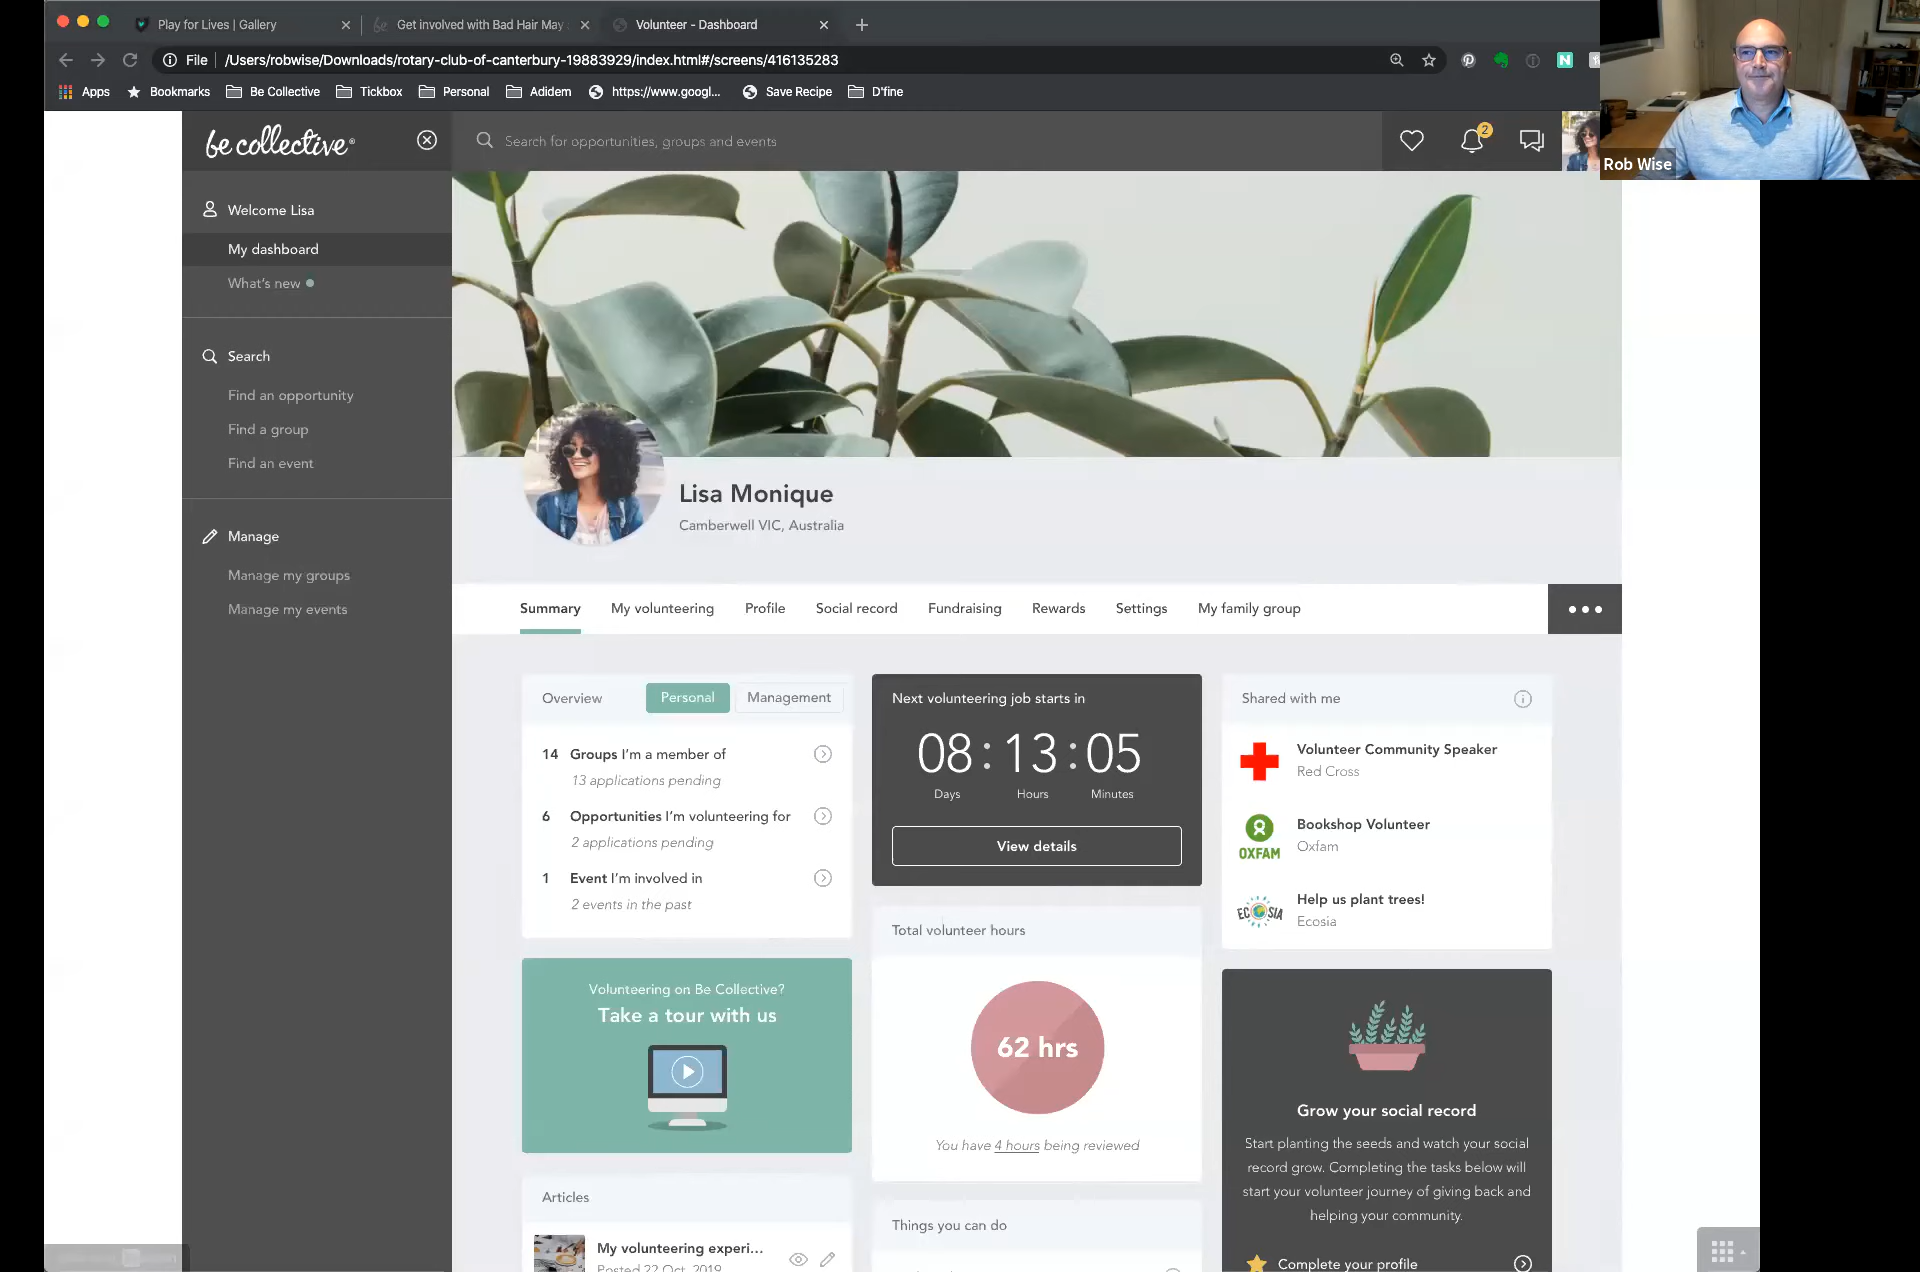 Play for Lives | Gallery
Get involved with Bad Hair May
Volunteer - Dashboard
File
/Users/robwise/Downloads/rotary-club-of-canterbury-19883929/index.html#/screens/416135283
Apps
Bookmarks
Be Collective
Tickbox
Personal
Adidem
https://www.googl...
Save Recipe
D'fine
Rob Wise
be collective®
Search for opportunities, groups and events
2
Welcome Lisa
My dashboard
What's new
Search
Find an opportunity
Find a group
Find an event
Manage
Manage my groups
Manage my events
Lisa Monique
Camberwell VIC, Australia
Summary
My volunteering
Profile
Social record
Fundraising
Rewards
Settings
My family group
Overview
Personal
Management
14 Groups I'm a member of
13 applications pending
6 Opportunities I'm volunteering for
2 applications pending
1 Event I'm involved in
2 events in the past
Volunteering on Be Collective?
Take a tour with us
Articles
My volunteering experi...
Posted 22 Oct, 2019
Next volunteering job starts in
08 : 13 : 05
Days Hours Minutes
View details
Total volunteer hours
62 hrs
You have 4 hours being reviewed
Things you can do
Shared with me
Volunteer Community Speaker
Red Cross
OXFAM
Bookshop Volunteer
Oxfam
ECOSIA
Help us plant trees!
Ecosia
Grow your social record
Start planting the seeds and watch your social
record grow. Completing the tasks below will
start your volunteer journey of giving back and
helping your community.
Complete your profile